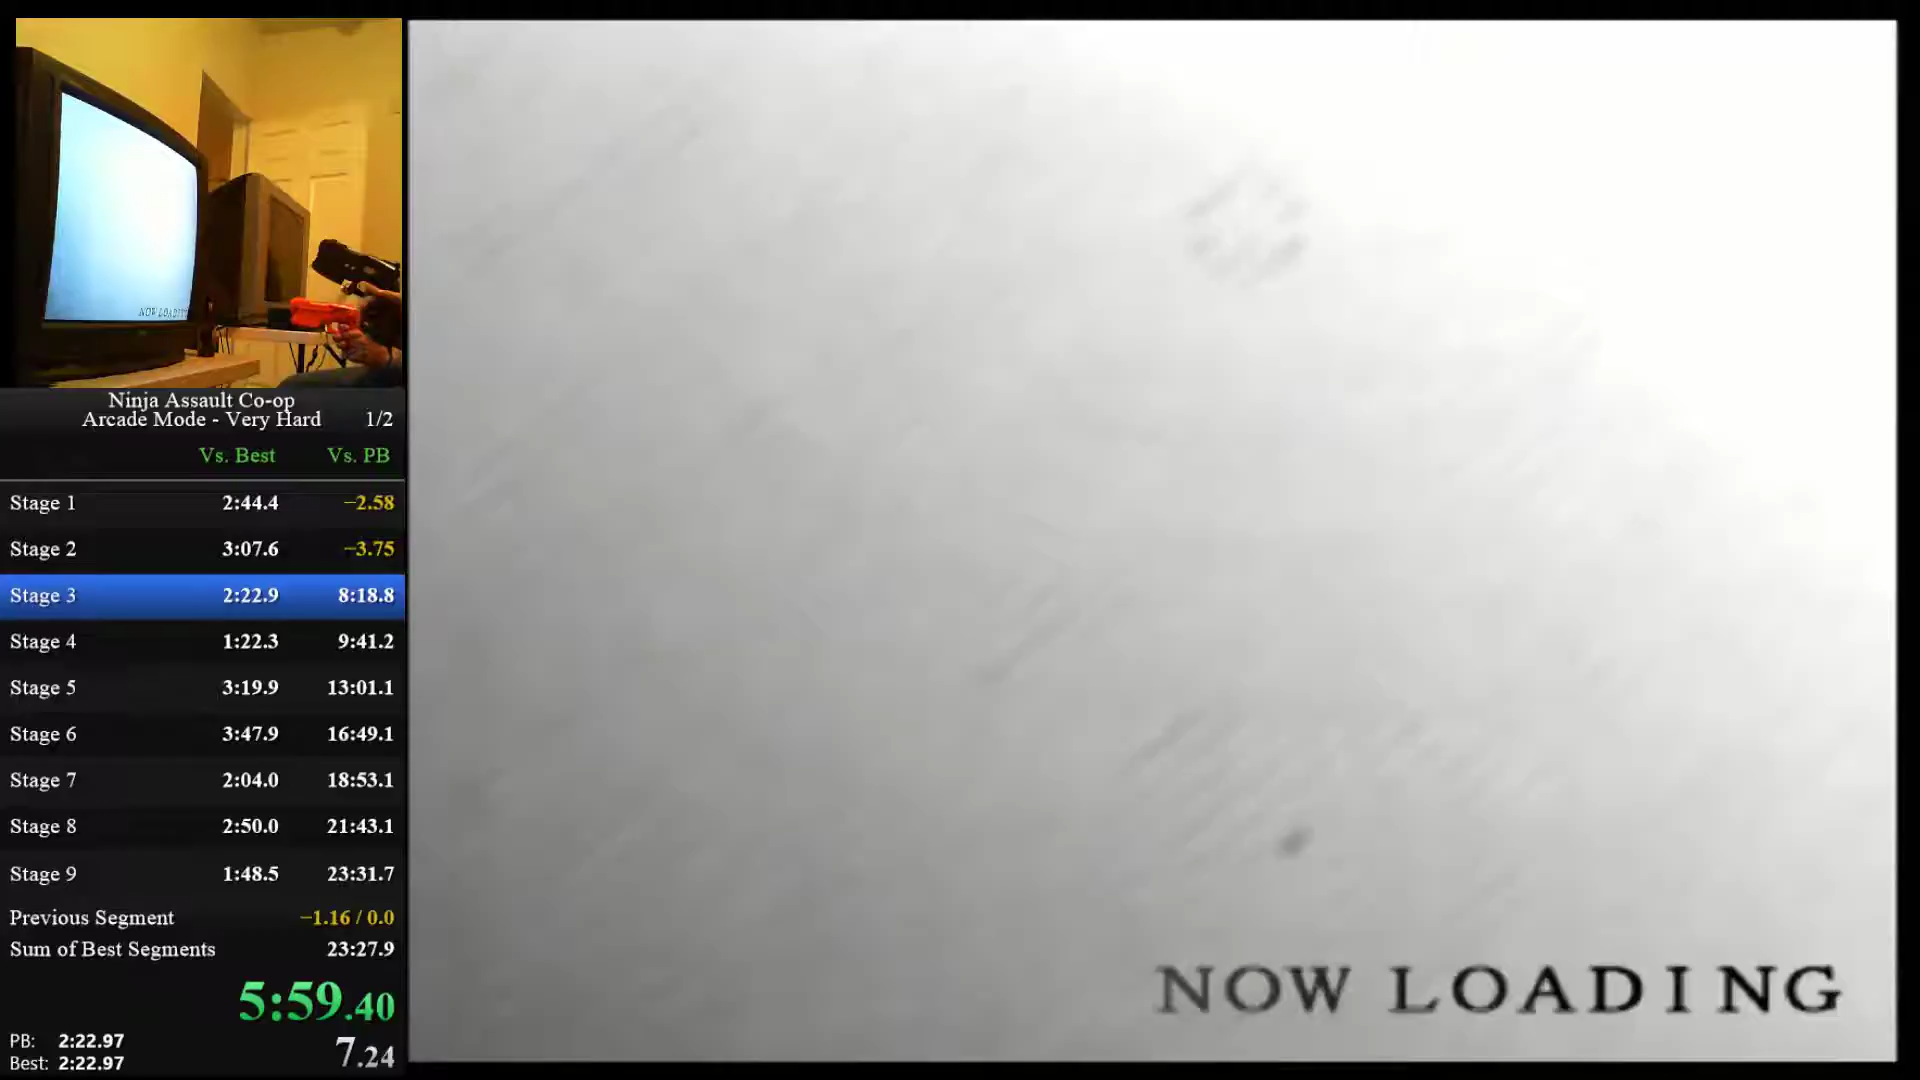 NOW LOADING
Ninja Assault Co-op
Arcade Mode - Very Hard 1/2
Vs. Best Vs. PB
Stage 1 2:44.4 −2.58
Stage 2 3:07.6 −3.75
Stage 3 2:22.9 8:18.8
Stage 4 1:22.3 9:41.2
Stage 5 3:19.9 13:01.1
Stage 6 3:47.9 16:49.1
Stage 7 2:04.0 18:53.1
Stage 8 2:50.0 21:43.1
Stage 9 1:48.5 23:31.7
Previous Segment −1.16 / 0.0
Sum of Best Segments 23:27.9
5:59.40
PB: 2:22.97
7.24
Best: 2:22.97
NOW LOADING